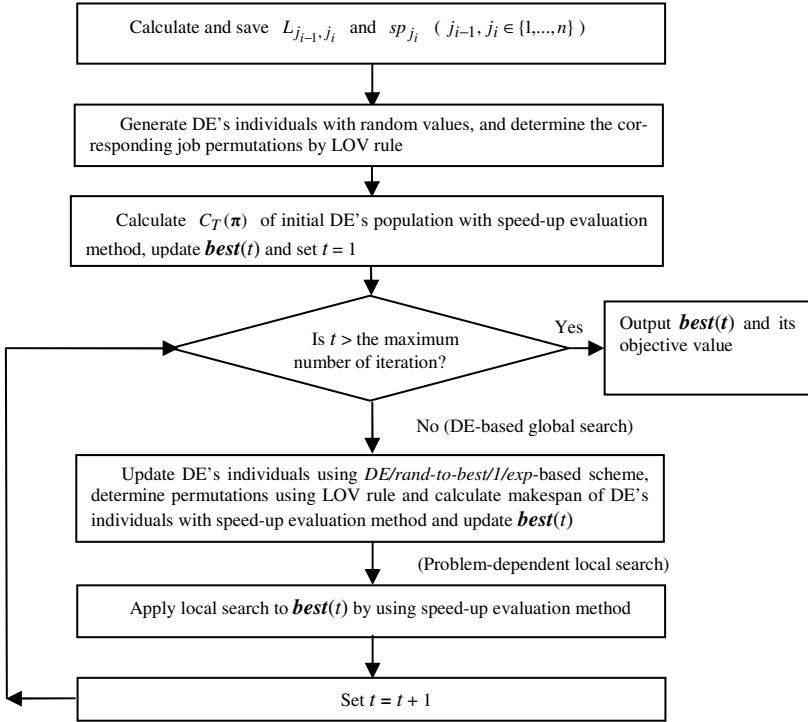 Calculate and save L_{j_{i-1}, j_i} and sp_{j_i} ( j_{i-1}, j_i ∈ {1,...,n} )
Generate DE's individuals with random values, and determine the cor-
responding job permutations by LOV rule
Calculate C_T(π) of initial DE's population with speed-up evaluation
method, update best(t) and set t = 1
Is t > the maximum
number of iteration?
Yes
Output best(t) and its
objective value
No (DE-based global search)
Update DE's individuals using DE/rand-to-best/1/exp-based scheme,
determine permutations using LOV rule and calculate makespan of DE's
individuals with speed-up evaluation method and update best(t)
(Problem-dependent local search)
Apply local search to best(t) by using speed-up evaluation method
Set t = t + 1